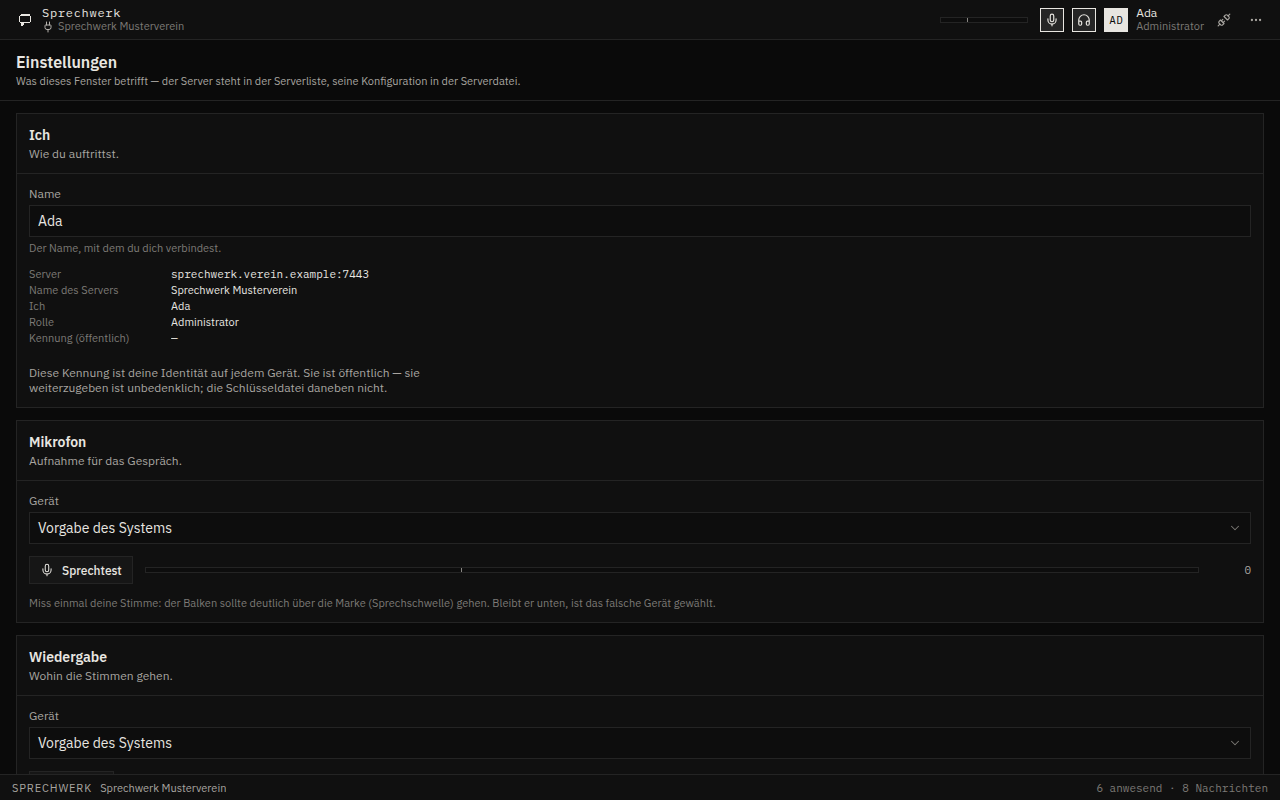 Sprechwerk
Sprechwerk Musterverein
AD
Ada
Administrator
Einstellungen
Was dieses Fenster betrifft — der Server steht in der Serverliste, seine Konfiguration in der Serverdatei.
Ich
Wie du auftrittst.
Name
Ada
Der Name, mit dem du dich verbindest.
Server sprechwerk.verein.example:7443
Name des Servers Sprechwerk Musterverein
Ich Ada
Rolle Administrator
Kennung (öffentlich) —
Diese Kennung ist deine Identität auf jedem Gerät. Sie ist öffentlich — sie
weiterzugeben ist unbedenklich; die Schlüsseldatei daneben nicht.
Mikrofon
Aufnahme für das Gespräch.
Gerät
Vorgabe des Systems
Sprechtest 0
Miss einmal deine Stimme: der Balken sollte deutlich über die Marke (Sprechschwelle) gehen. Bleibt er unten, ist das falsche Gerät gewählt.
Wiedergabe
Wohin die Stimmen gehen.
Gerät
Vorgabe des Systems
SPRECHWERK Sprechwerk Musterverein 6 anwesend · 8 Nachrichten